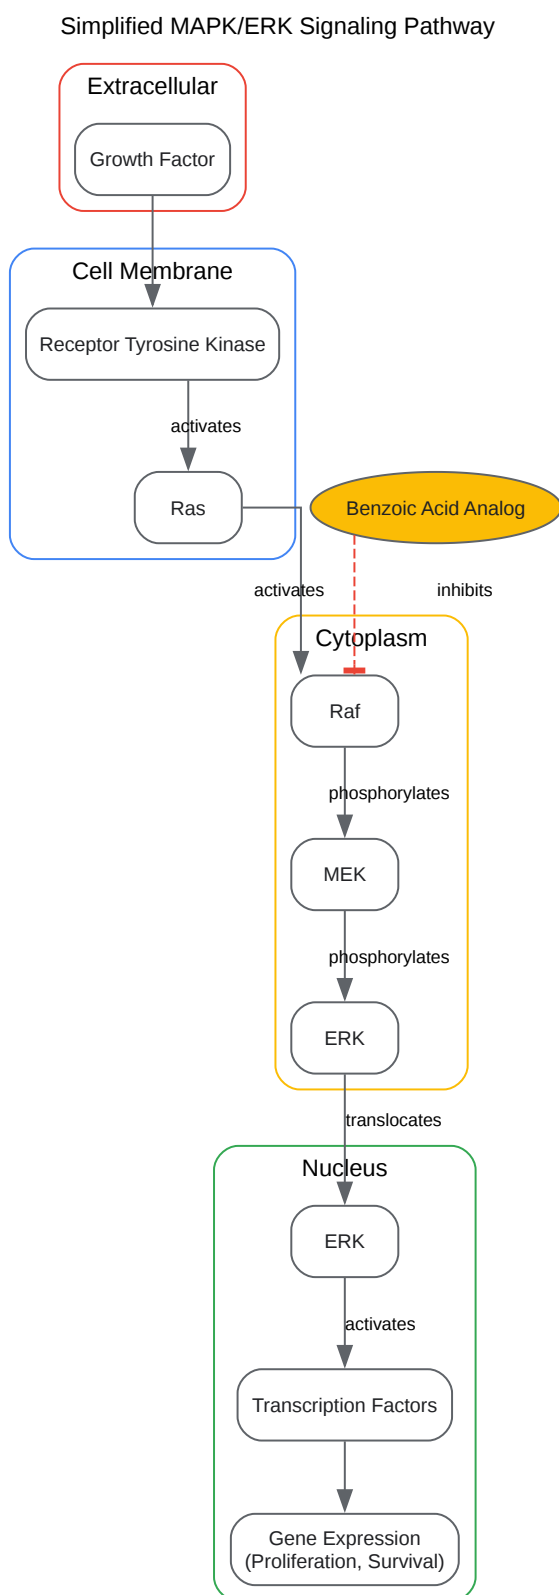 Simplified MAPK/ERK Signaling Pathway
Extracellular
Growth Factor
Cell Membrane
Receptor Tyrosine Kinase
activates
Ras
Benzoic Acid Analog
activates
inhibits
Cytoplasm
Raf
phosphorylates
MEK
phosphorylates
ERK
translocates
Nucleus
ERK
activates
Transcription Factors
Gene Expression
(Proliferation, Survival)